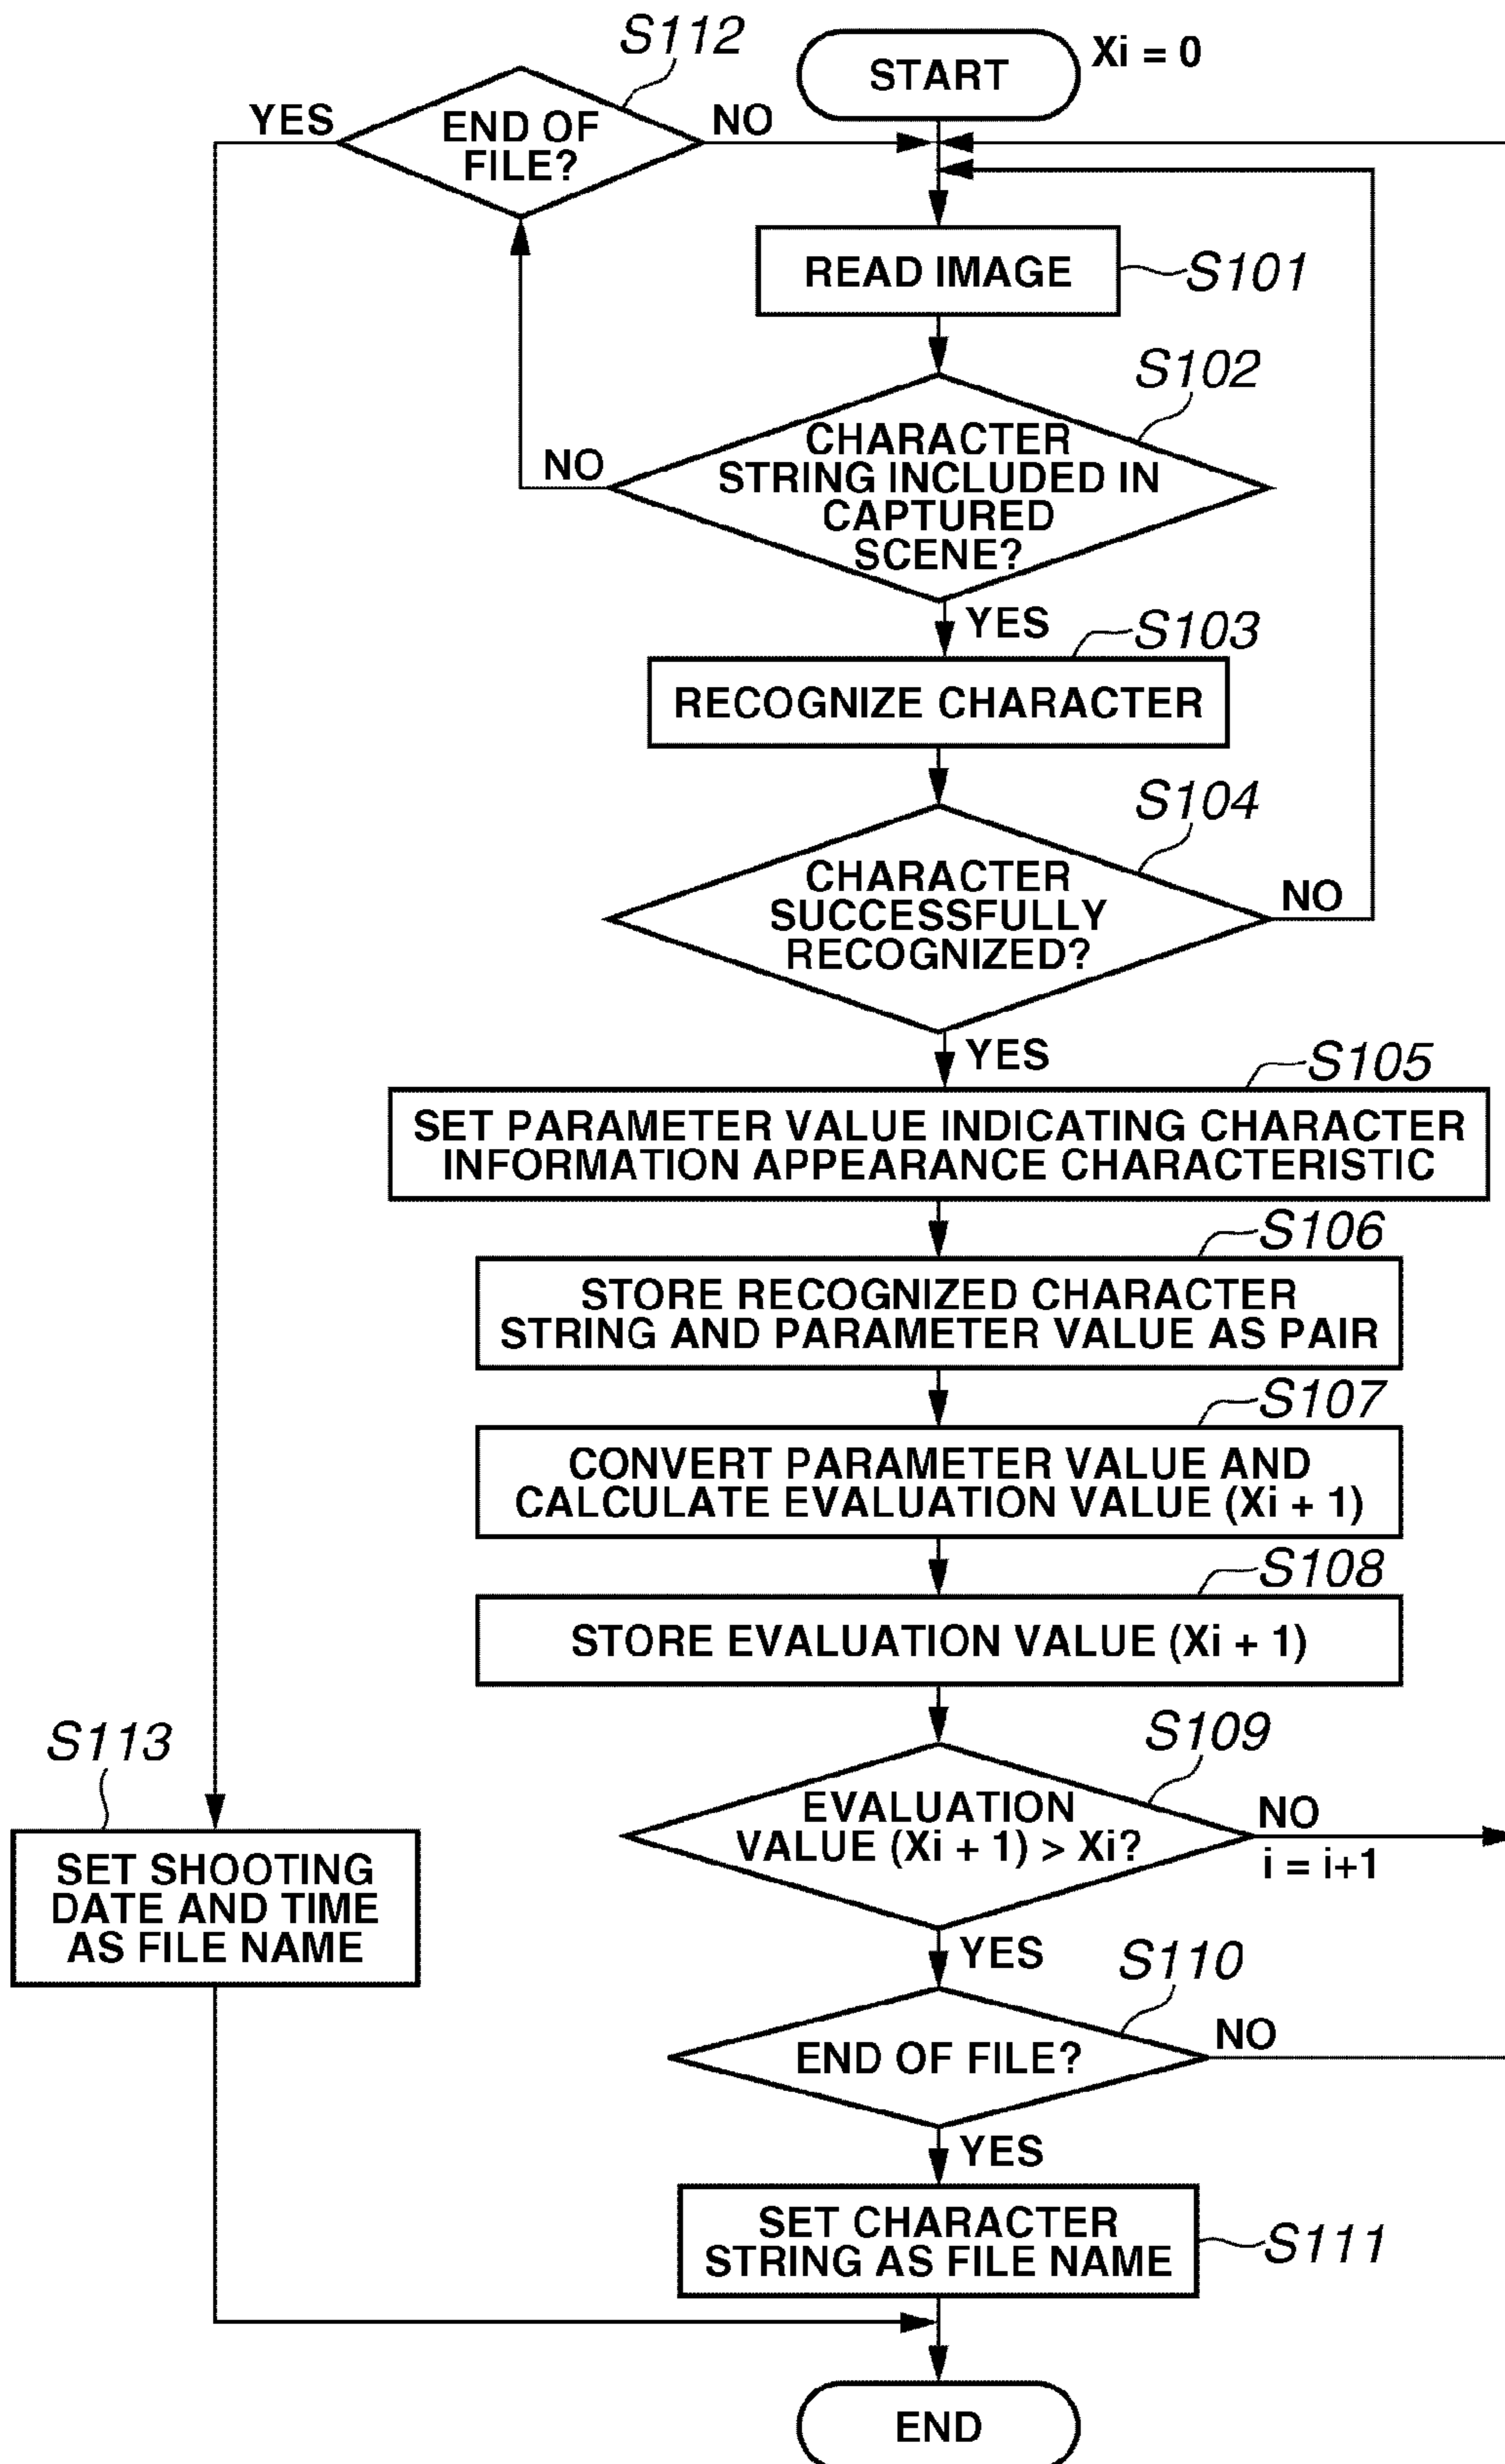 S112
START
Xi = 0
YES
END OF
FILE?
NO
READ IMAGE
S101
S102
CHARACTER
STRING INCLUDED IN
CAPTURED
SCENE?
NO
YES
S103
RECOGNIZE CHARACTER
S104
CHARACTER
SUCCESSFULLY
RECOGNIZED?
NO
YES
S105
SET PARAMETER VALUE INDICATING CHARACTER
INFORMATION APPEARANCE CHARACTERISTIC
S106
STORE RECOGNIZED CHARACTER
STRING AND PARAMETER VALUE AS PAIR
S107
CONVERT PARAMETER VALUE AND
CALCULATE EVALUATION VALUE (Xi + 1)
S108
STORE EVALUATION VALUE (Xi + 1)
S109
EVALUATION
VALUE (Xi + 1) > Xi?
NO
i = i+1
YES
S113
SET SHOOTING
DATE AND TIME
AS FILE NAME
S110
END OF FILE?
NO
YES
SET CHARACTER
STRING AS FILE NAME
S111
END